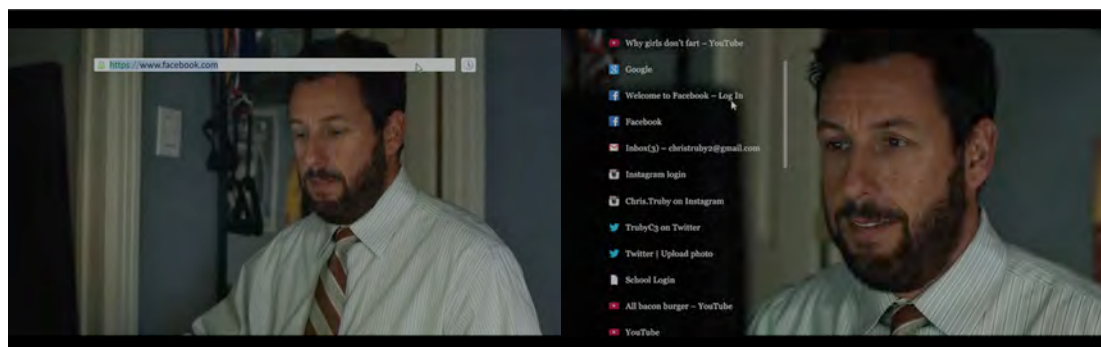 https://www.facebook.com
Why girls don't fart – YouTube
Google
Welcome to Facebook – Log In
Facebook
Inbox(3) – christruby2@gmail.com
Instagram login
Chris.Truby on Instagram
TrubyC3 on Twitter
Twitter | Upload photo
School Login
All bacon burger – YouTube
YouTube